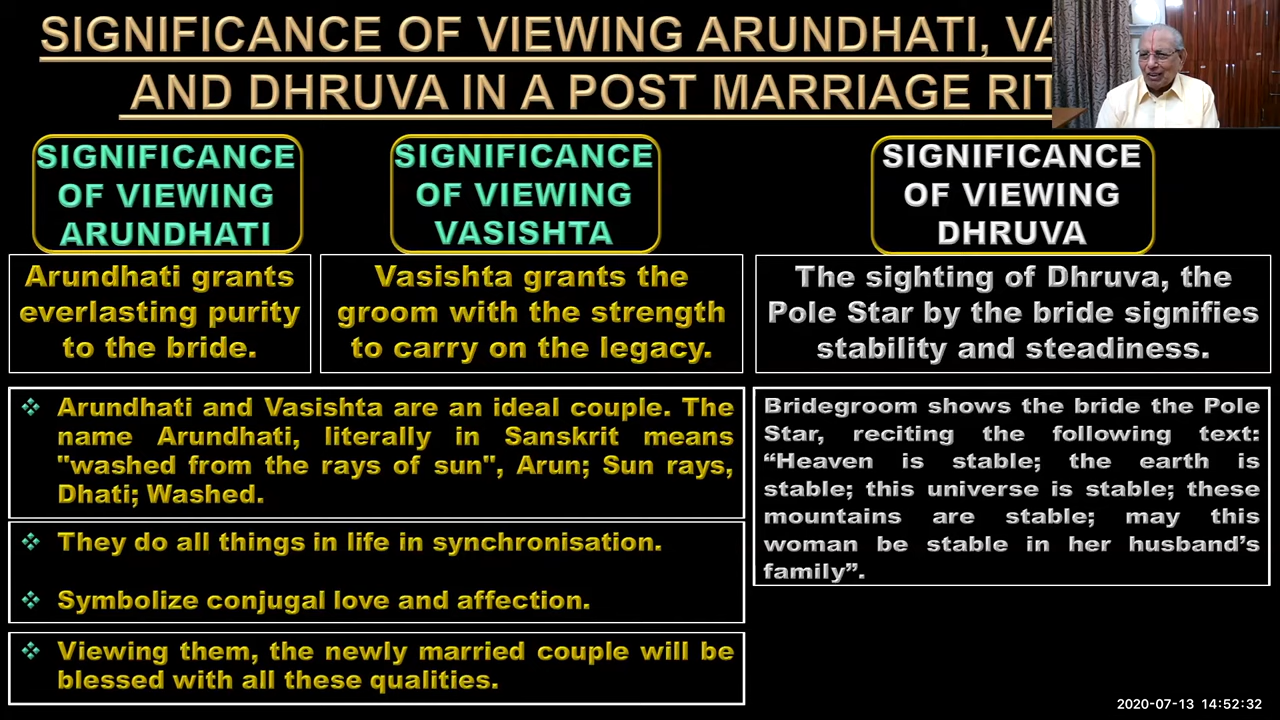 SIGNIFICANCE OF VIEWING ARUNDHATI,
AND DHRUVA IN A POST MARRIAGE
SIGNIFICANCE
OF VIEWING
ARUNDHATI
SIGNIFICANCE
OF VIEWING
VASISHTA
SIGNIFICANCE
OF VIEWING
DHRUVA
Arundhati grants
everlasting purity
to the bride.
Vasishta grants the
groom with the strength
to carry on the legacy.
The sighting of Dhruva, the
Pole Star by the bride signifies
stability and steadiness.
❖ Arundhati and Vasishta are an ideal couple. The
name Arundhati, literally in Sanskrit means
"washed from the rays of sun", Arun; Sun rays,
Dhati; Washed.
❖ They do all things in life in synchronisation.
❖ Symbolize conjugal love and affection.
❖ Viewing them, the newly married couple will be
blessed with all these qualities.
Bridegroom shows the bride the Pole
Star, reciting the following text:
“Heaven is stable; the earth is
stable; this universe is stable; these
mountains are stable; may this
woman be stable in her husband’s
family”.
2020-07-13 14:52:32